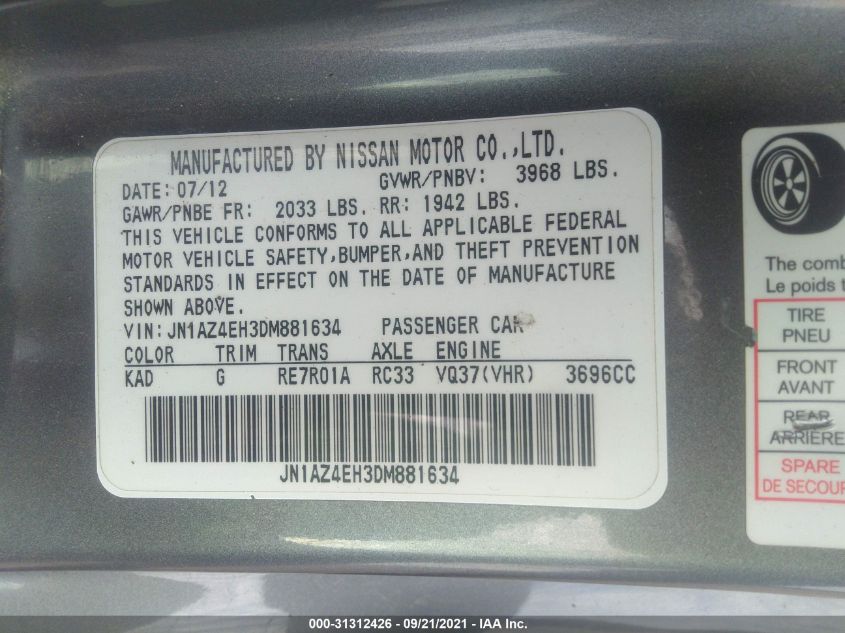 MANUFACTURED BY NISSAN MOTOR CO.,LTD.
DATE: 07/12 GVWR/PNBV: 3968 LBS.
GAWR/PNBE FR: 2033 LBS. RR: 1942 LBS.
THIS VEHICLE CONFORMS TO ALL APPLICABLE FEDERAL
MOTOR VEHICLE SAFETY,BUMPER,AND THEFT PREVENTION
STANDARDS IN EFFECT ON THE DATE OF MANUFACTURE
SHOWN ABOVE.
VIN:JN1AZ4EH3DM881634 PASSENGER CAR
COLOR TRIM TRANS AXLE ENGINE
KAD G RE7R01A RC33 VQ37(VHR) 3696CC
JN1AZ4EH3DM881634
The comb
Le poids t
TIRE
PNEU
FRONT
AVANT
REAR
ARRIÈRE
SPARE
DE SECOUR
000-31312426 - 09/21/2021 - IAA Inc.